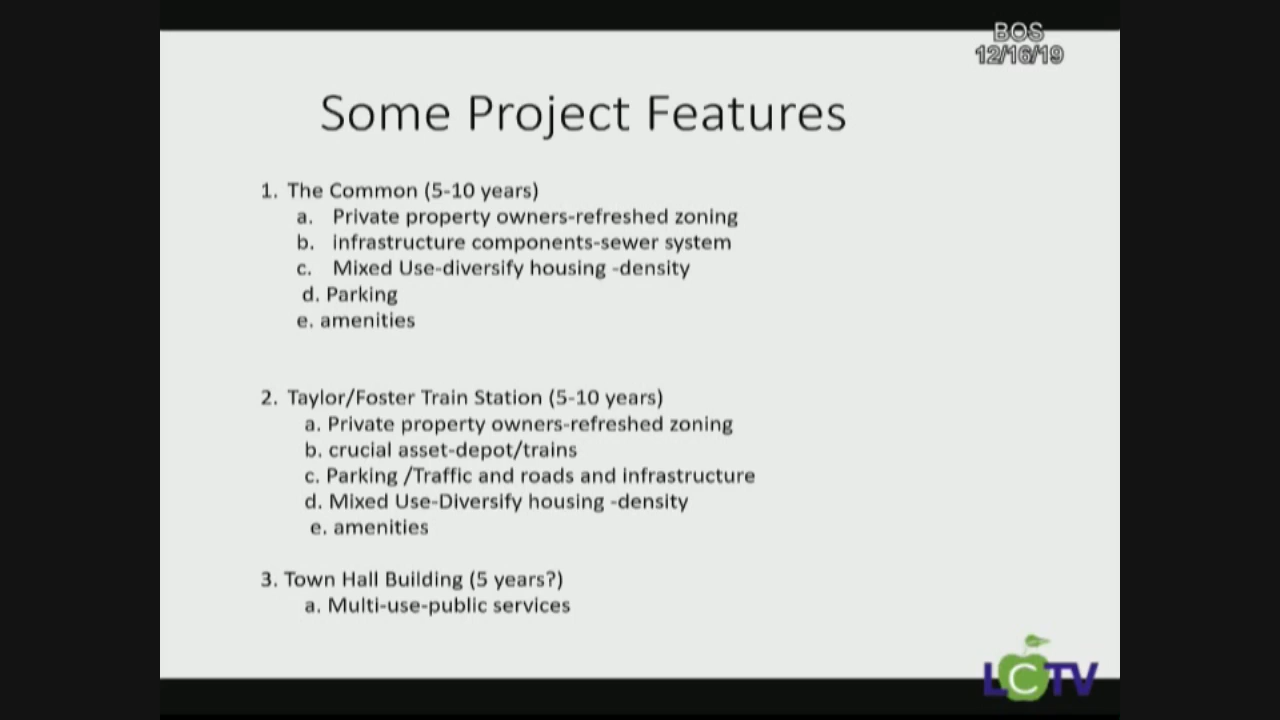 BOS
12/16/19
Some Project Features
1. The Common (5-10 years)
a. Private property owners-refreshed zoning
b. infrastructure components-sewer system
c. Mixed Use-diversify housing -density
d. Parking
e. amenities
2. Taylor/Foster Train Station (5-10 years)
a. Private property owners-refreshed zoning
b. crucial asset-depot/trains
c. Parking /Traffic and roads and infrastructure
d. Mixed Use-Diversify housing -density
e. amenities
3. Town Hall Building (5 years?)
a. Multi-use-public services
LCTV